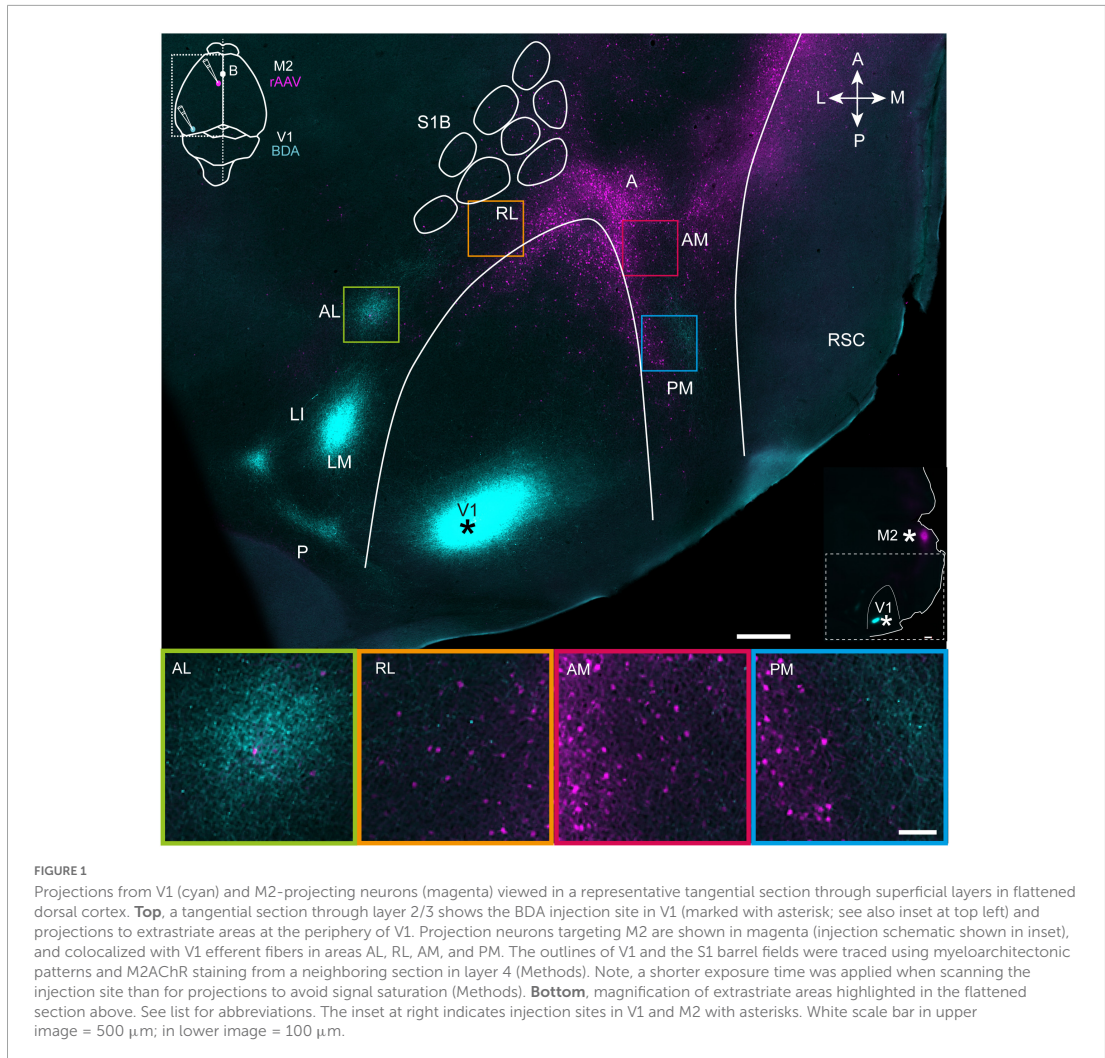 M2
rAAV
B
V1
BDA
S1B
A
L
M
P
A
RL
AM
AL
RSC
PM
LI
LM
V1
*
P
M2 *
V1
*
AL
RL
AM
PM
FIGURE 1
Projections from V1 (cyan) and M2-projecting neurons (magenta) viewed in a representative tangential section through superficial layers in flattened
dorsal cortex. Top, a tangential section through layer 2/3 shows the BDA injection site in V1 (marked with asterisk; see also inset at top left) and
projections to extrastriate areas at the periphery of V1. Projection neurons targeting M2 are shown in magenta (injection schematic shown in inset),
and colocalized with V1 efferent fibers in areas AL, RL, AM, and PM. The outlines of V1 and the S1 barrel fields were traced using myeloarchitectonic
patterns and M2AChR staining from a neighboring section in layer 4 (Methods). Note, a shorter exposure time was applied when scanning the
injection site than for projections to avoid signal saturation (Methods). Bottom, magnification of extrastriate areas highlighted in the flattened
section above. See list for abbreviations. The inset at right indicates injection sites in V1 and M2 with asterisks. White scale bar in upper
image = 500 μm; in lower image = 100 μm.